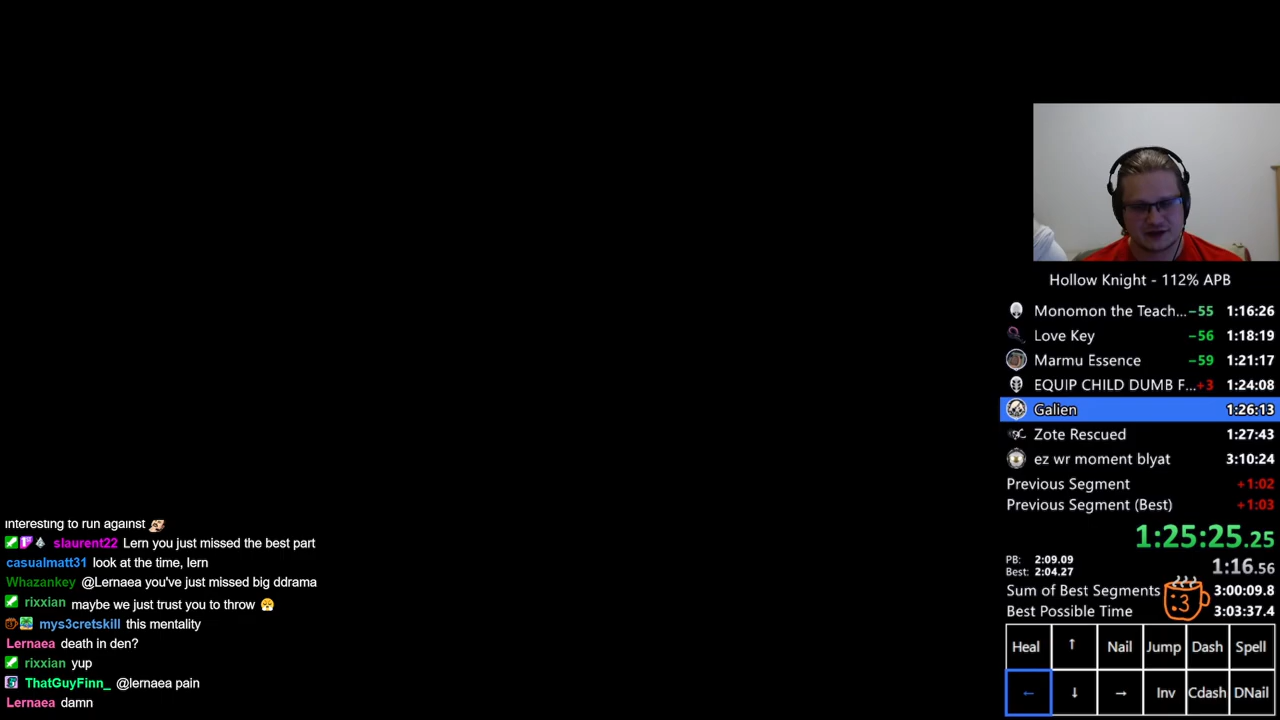 Hollow Knight - 112% APB
Monomon the Teach... -55 1:16:26
Love Key -56 1:18:19
Marmu Essence -59 1:21:17
EQUIP CHILD DUMB F... +3 1:24:08
Galien 1:26:13
Zote Rescued 1:27:43
ez wr moment blyat 3:10:24
Previous Segment +1:02
Previous Segment (Best) +1:03
1:25:25.25
PB: 2:09.09
Best: 2:04.27
1:16.56
Sum of Best Segments 3:00:09.8
Best Possible Time 3:03:37.4
:3
Heal ↑ Nail Jump Dash Spell
← ↓ → Inv Cdash DNail
interesting to run against
slaurent22 Lern you just missed the best part
casualmatt31 look at the time, lern
Whazankey @Lernaea you've just missed big ddrama
rixxian maybe we just trust you to throw
mys3cretskill this mentality
Lernaea death in den?
rixxian yup
ThatGuyFinn_ @lernaea pain
Lernaea damn